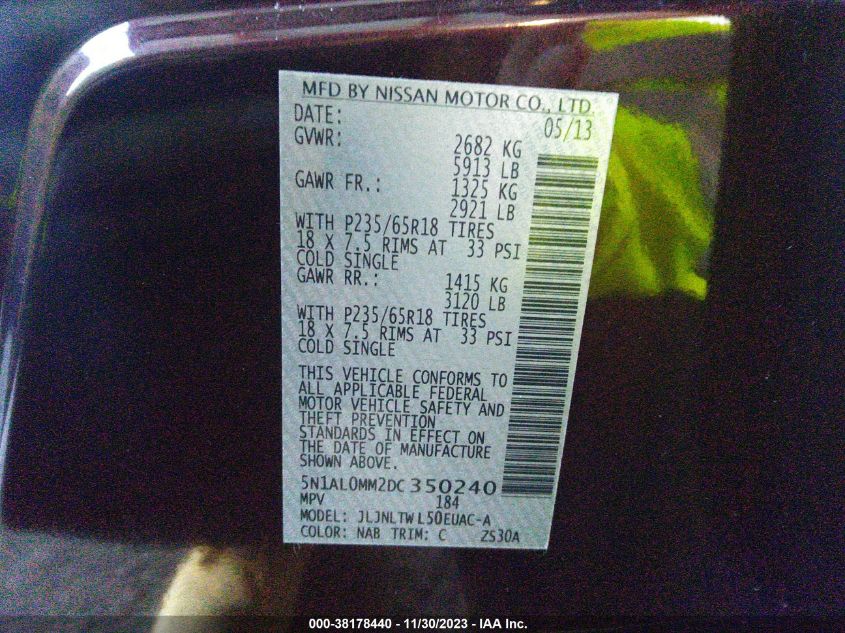 MFD BY NISSAN MOTOR CO., LTD.
DATE: 05/13
GVWR: 2682 KG
5913 LB
GAWR FR.: 1325 KG
2921 LB
WITH P235/65R18 TIRES
18 X 7.5 RIMS AT 33 PSI
COLD SINGLE
GAWR RR.: 1415 KG
3120 LB
WITH P235/65R18 TIRES
18 X 7.5 RIMS AT 33 PSI
COLD SINGLE
THIS VEHICLE CONFORMS TO
ALL APPLICABLE FEDERAL
MOTOR VEHICLE SAFETY AND
THEFT PREVENTION
STANDARDS IN EFFECT ON
THE DATE OF MANUFACTURE
SHOWN ABOVE.
5N1AL0MM2DC350240
MPV 184
MODEL: JLJNLTWL50EUAC-A
COLOR: NAB TRIM: C ZS30A
000-38178440 - 11/30/2023 - IAA Inc.